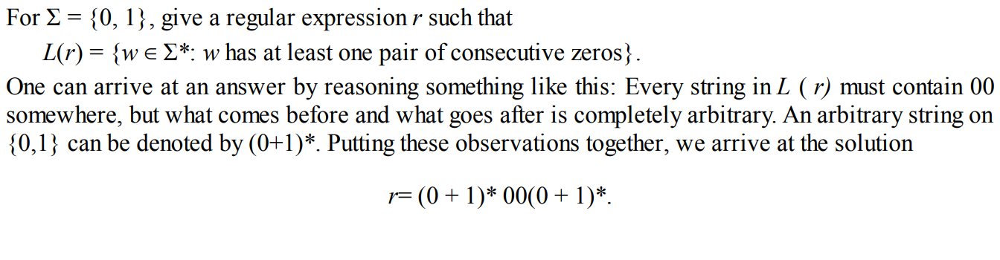 For Σ = {0, 1}, give a regular expression r such that
L(r) = {w ∈ Σ*: w has at least one pair of consecutive zeros}.
One can arrive at an answer by reasoning something like this: Every string in L ( r) must contain 00
somewhere, but what comes before and what goes after is completely arbitrary. An arbitrary string on
{0,1} can be denoted by (0+1)*. Putting these observations together, we arrive at the solution
r= (0 + 1)* 00(0 + 1)*.